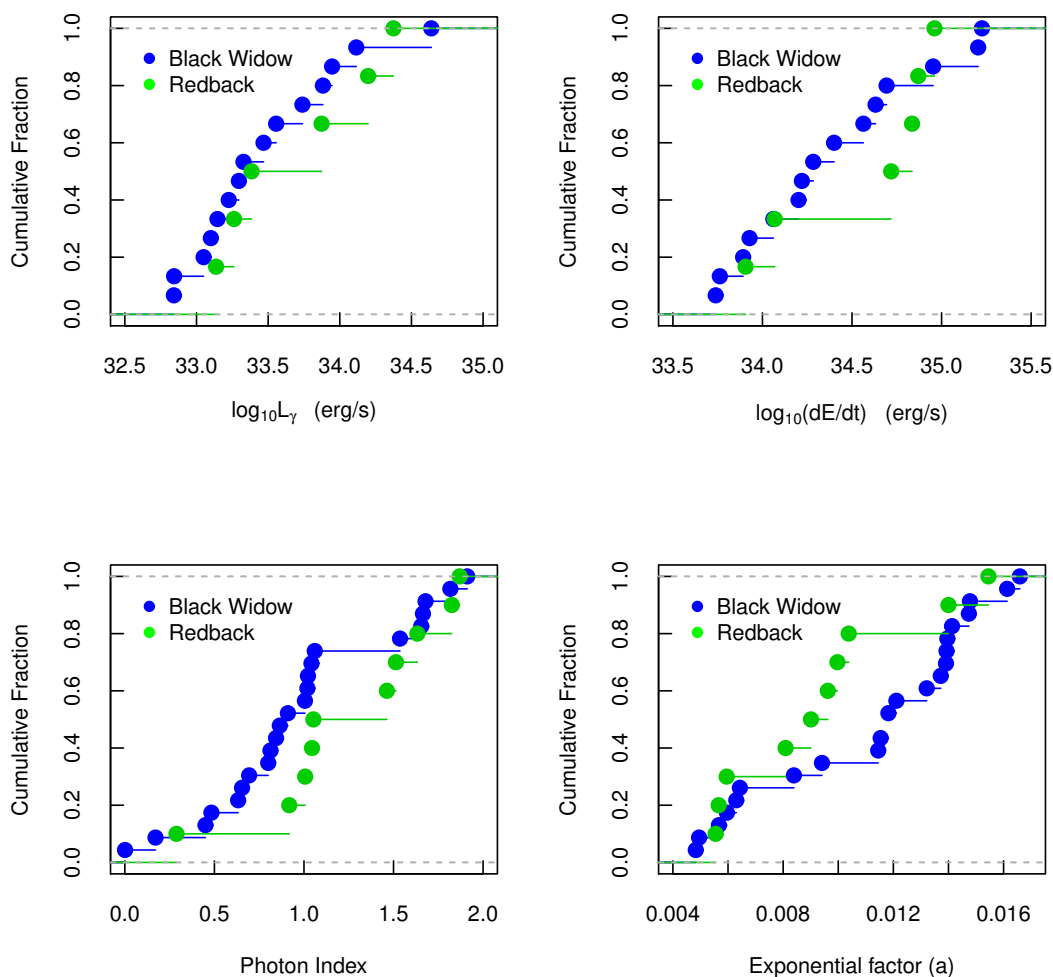 Cumulative Fraction
0.0 0.2 0.4 0.6 0.8 1.0
Black Widow
Redback
32.5 33.0 33.5 34.0 34.5 35.0
log₁₀Lᵧ (erg/s)
Cumulative Fraction
0.0 0.2 0.4 0.6 0.8 1.0
Black Widow
Redback
33.5 34.0 34.5 35.0 35.5
log₁₀(dE/dt) (erg/s)
Cumulative Fraction
0.0 0.2 0.4 0.6 0.8 1.0
Black Widow
Redback
0.0 0.5 1.0 1.5 2.0
Photon Index
Cumulative Fraction
0.0 0.2 0.4 0.6 0.8 1.0
Black Widow
Redback
0.004 0.008 0.012 0.016
Exponential factor (a)